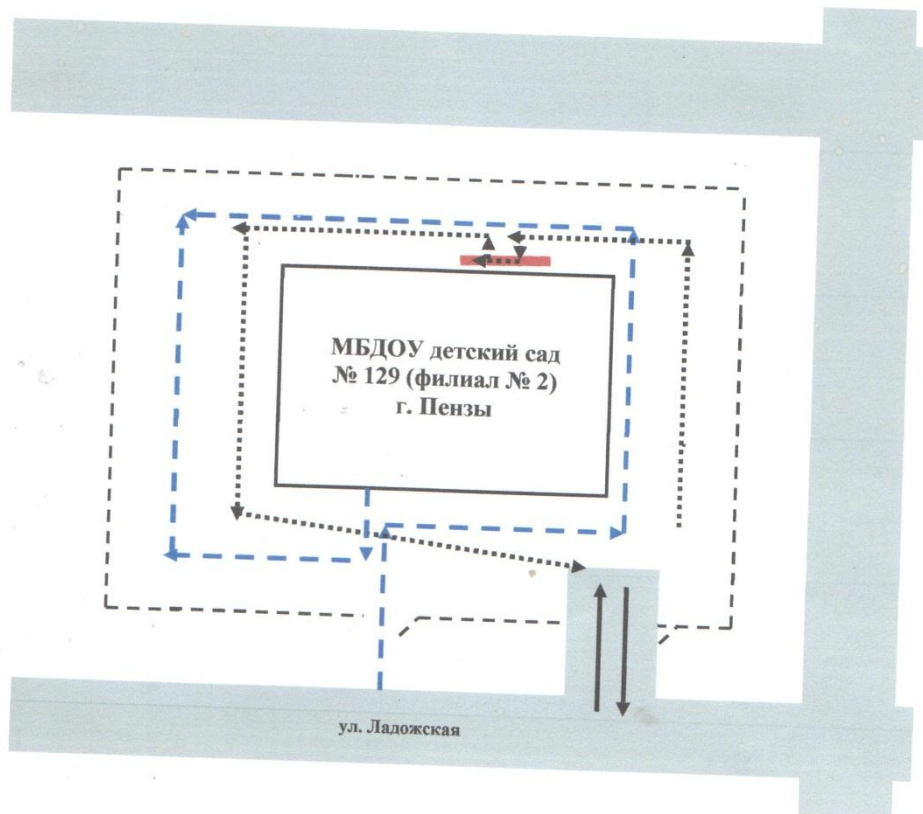 МБДОУ детский сад
№ 129 (филиал № 2)
г. Пензы
ул. Ладожская